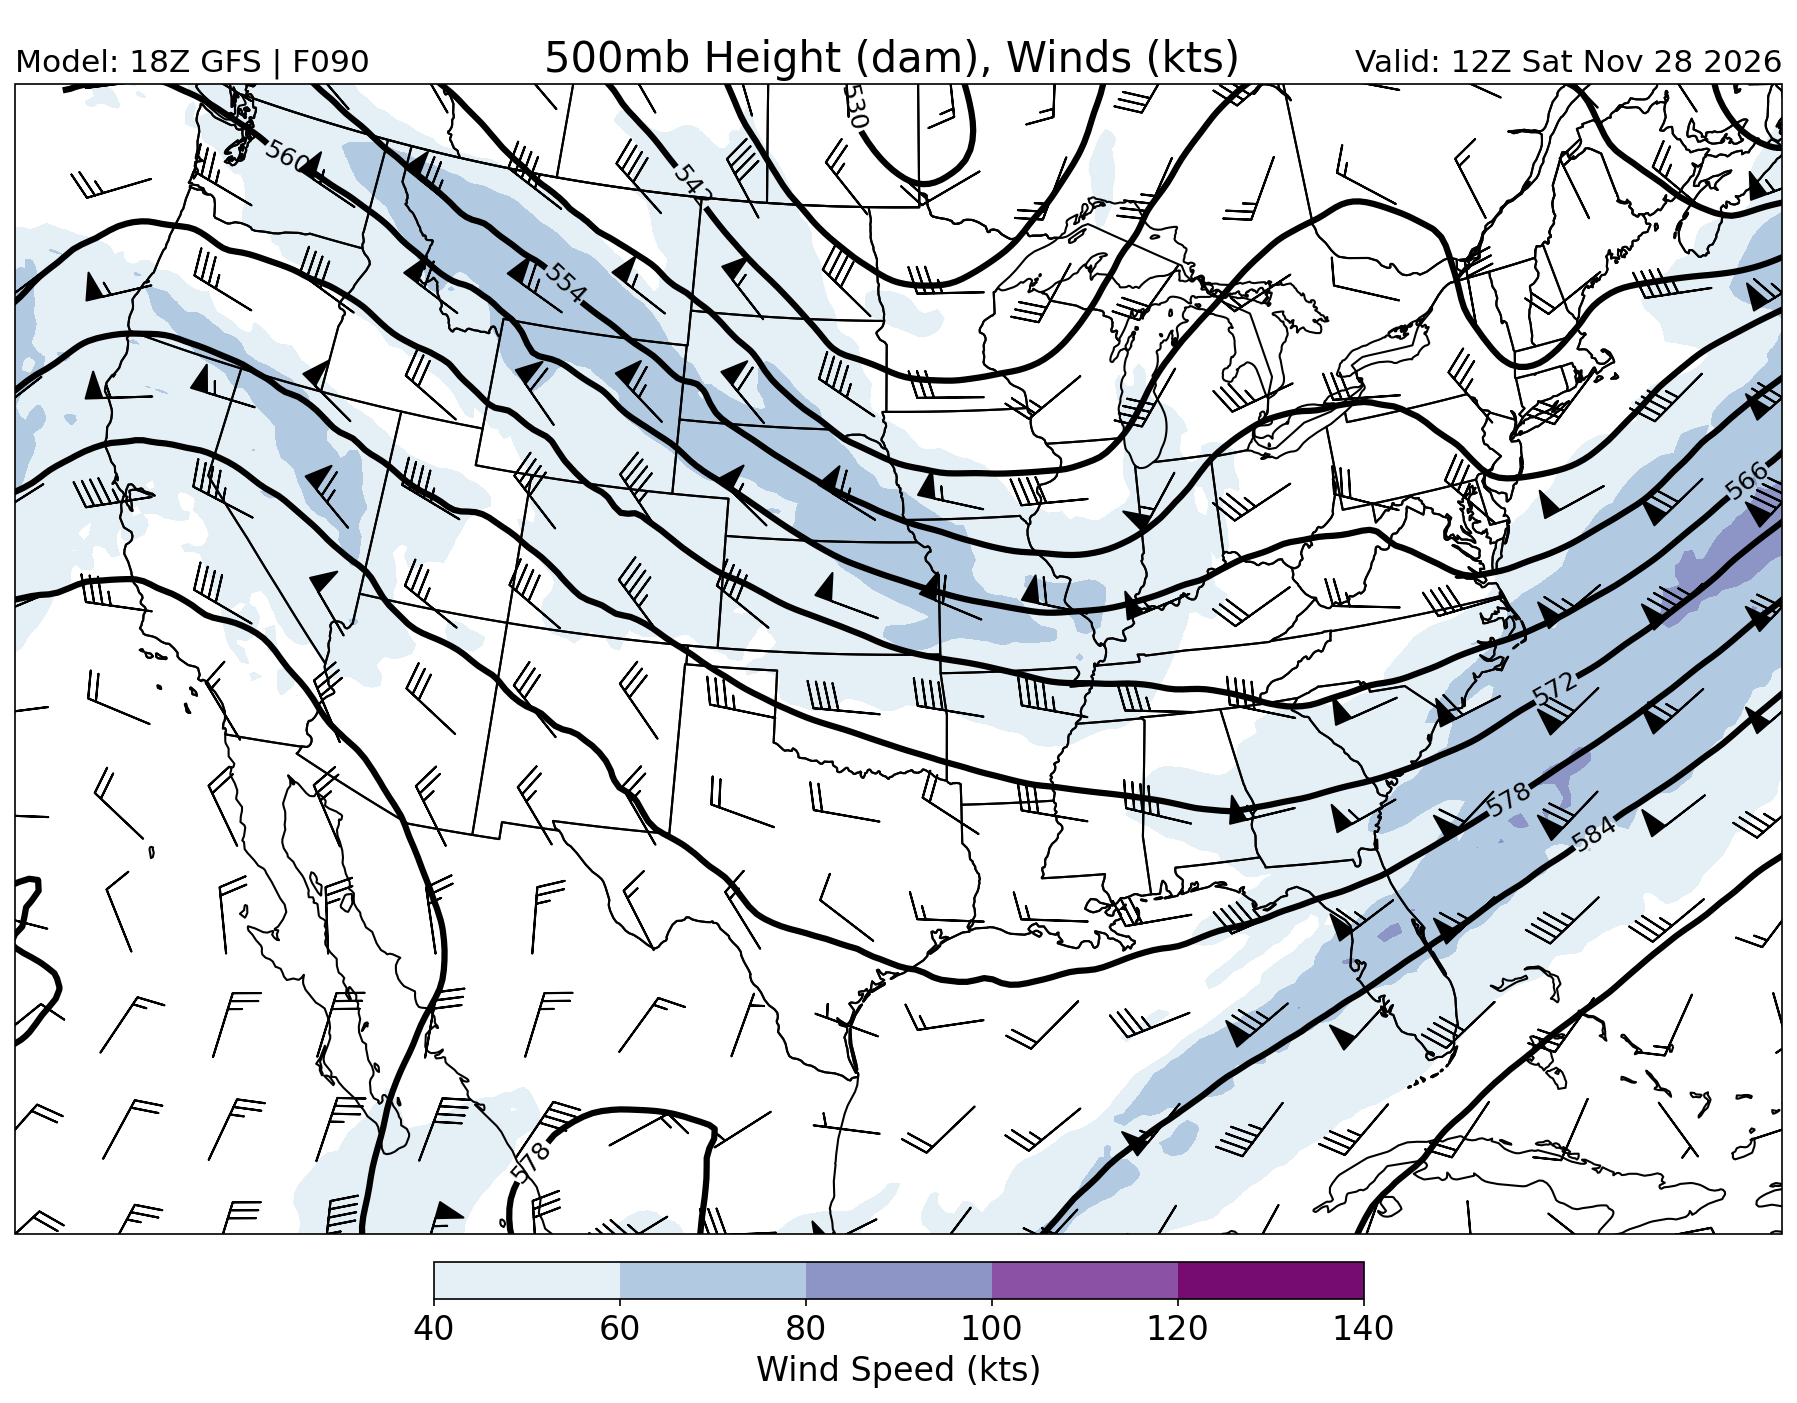 Model: 18Z GFS | F090
500mb Height (dam), Winds (kts)
Valid: 12Z Sat Nov 28 2026
530
560
542
554
566
572
578
584
578
40 60 80 100 120 140
Wind Speed (kts)